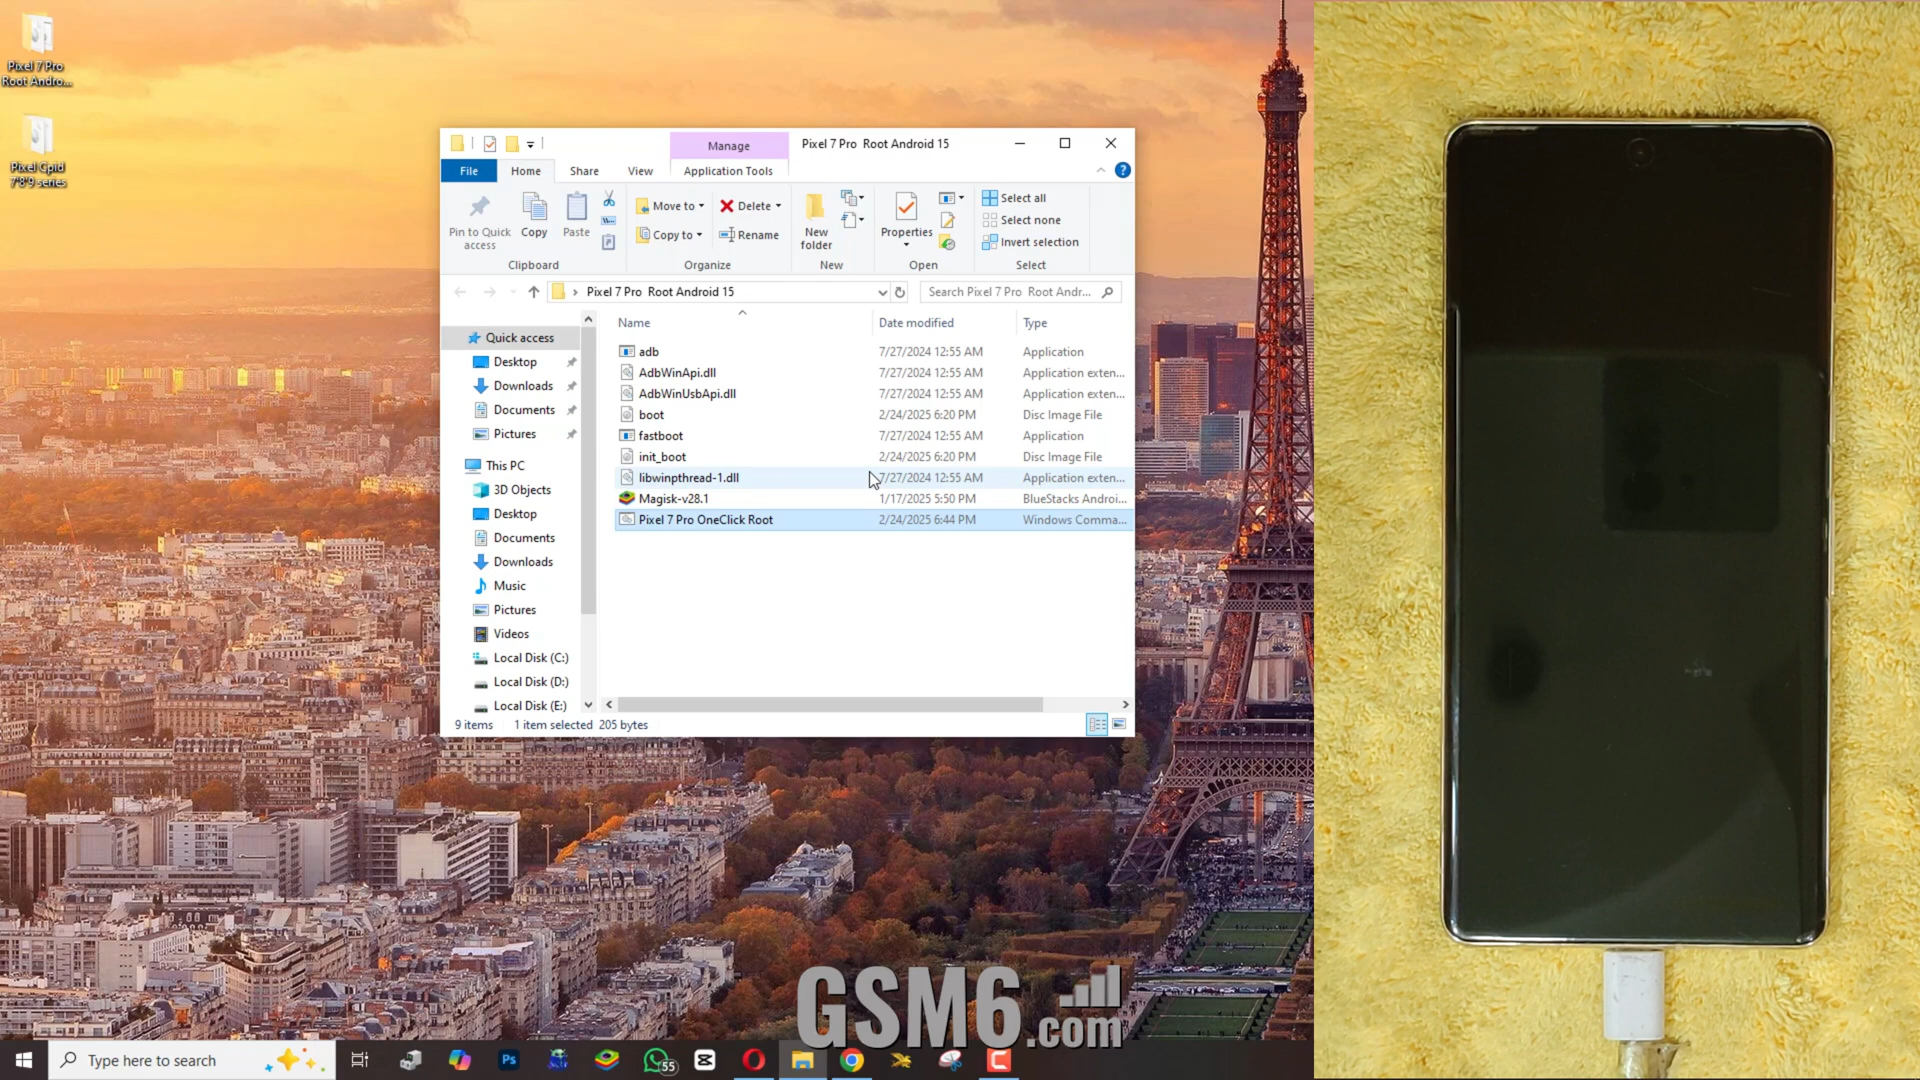 Pixel 7 Pro
Root Andro...
Pixel Cpid
7'8'9 series
Manage
Pixel 7 Pro Root Android 15
File
Home
Share
View
Application Tools
Pin to Quick
access
Copy
Paste
Move to
Copy to
Delete
Rename
New
folder
Properties
Select all
Select none
Invert selection
Clipboard
Organize
New
Open
Select
Pixel 7 Pro Root Android 15
Search Pixel 7 Pro Root Andr...
Quick access
Desktop
Downloads
Documents
Pictures
This PC
3D Objects
Desktop
Documents
Downloads
Music
Pictures
Videos
Local Disk (C:)
Local Disk (D:)
Local Disk (E:)
Name Date modified Type
adb 7/27/2024 12:55 AM Application
AdbWinApi.dll 7/27/2024 12:55 AM Application exten...
AdbWinUsbApi.dll 7/27/2024 12:55 AM Application exten...
boot 2/24/2025 6:20 PM Disc Image File
fastboot 7/27/2024 12:55 AM Application
init_boot 2/24/2025 6:20 PM Disc Image File
libwinpthread-1.dll 7/27/2024 12:55 AM Application exten...
Magisk-v28.1 1/17/2025 5:50 PM BlueStacks Androi...
Pixel 7 Pro OneClick Root 2/24/2025 6:44 PM Windows Comma...
9 items 1 item selected 205 bytes
GSM6
.com
Type here to search
Ps
55